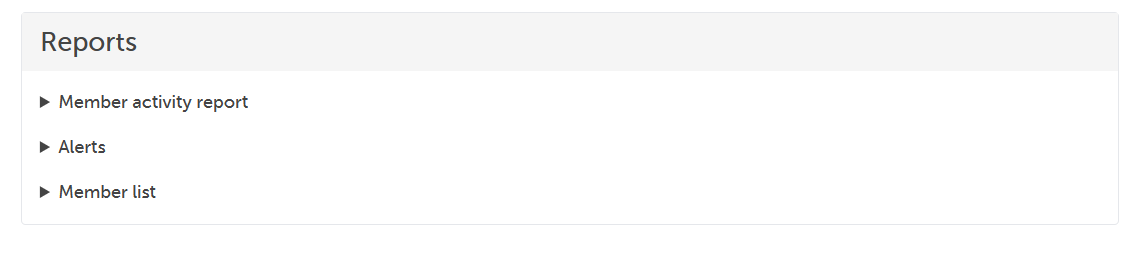 Reports
Member activity report
Alerts
Member list